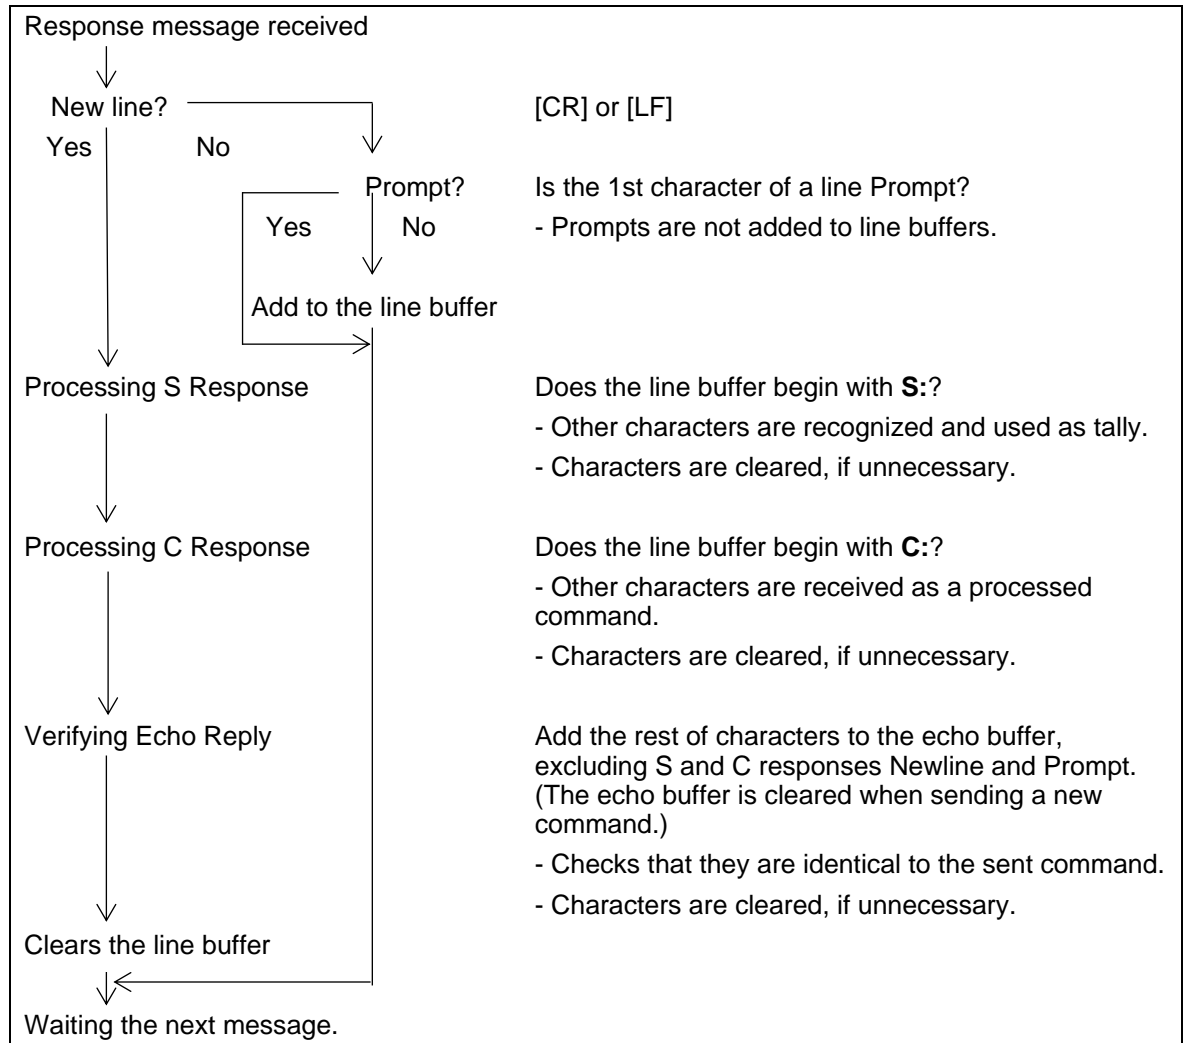 Response message received
New line?
[CR] or [LF]
Yes No
Prompt?
Is the 1st character of a line Prompt?
Yes No
- Prompts are not added to line buffers.
Add to the line buffer
Processing S Response
Does the line buffer begin with S:?
- Other characters are recognized and used as tally.
- Characters are cleared, if unnecessary.
Processing C Response
Does the line buffer begin with C:?
- Other characters are received as a processed
command.
- Characters are cleared, if unnecessary.
Verifying Echo Reply
Add the rest of characters to the echo buffer,
excluding S and C responses Newline and Prompt.
(The echo buffer is cleared when sending a new
command.)
- Checks that they are identical to the sent command.
- Characters are cleared, if unnecessary.
Clears the line buffer
Waiting the next message.